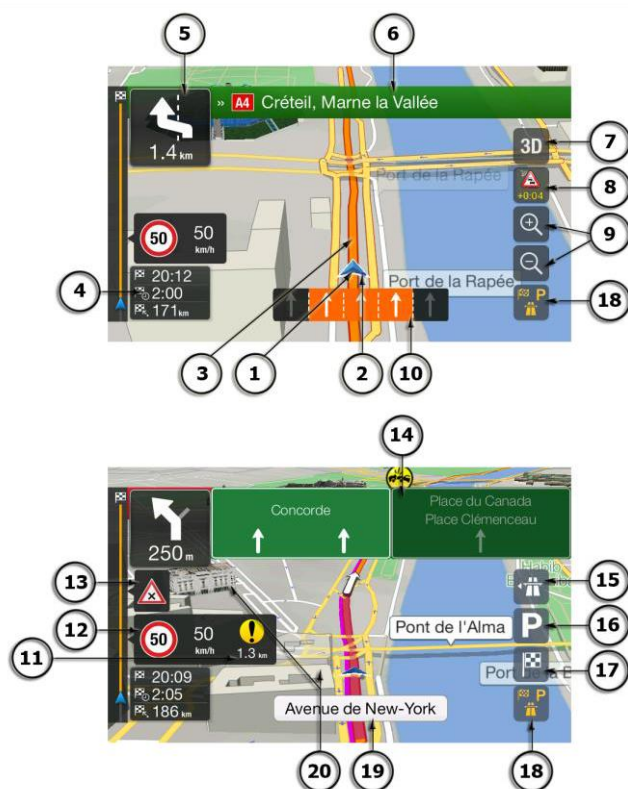 5
6
» A4 Créteil, Marne la Vallée
1.4 km
3D
7
Port de la Rapée
+0:04
8
50
50
km/h
9
4
20:12
2:00
171 km
Port de la Rapée
P
18
3
1
2
10
14
Concorde
Place du Canada
Place Clémenceau
250 m
13
15
12
50
50
km/h
!
1.3 km
Pont de l'Alma
P
16
11
20:09
2:05
186 km
17
Port de la
Avenue de New-York
P
20
19
18